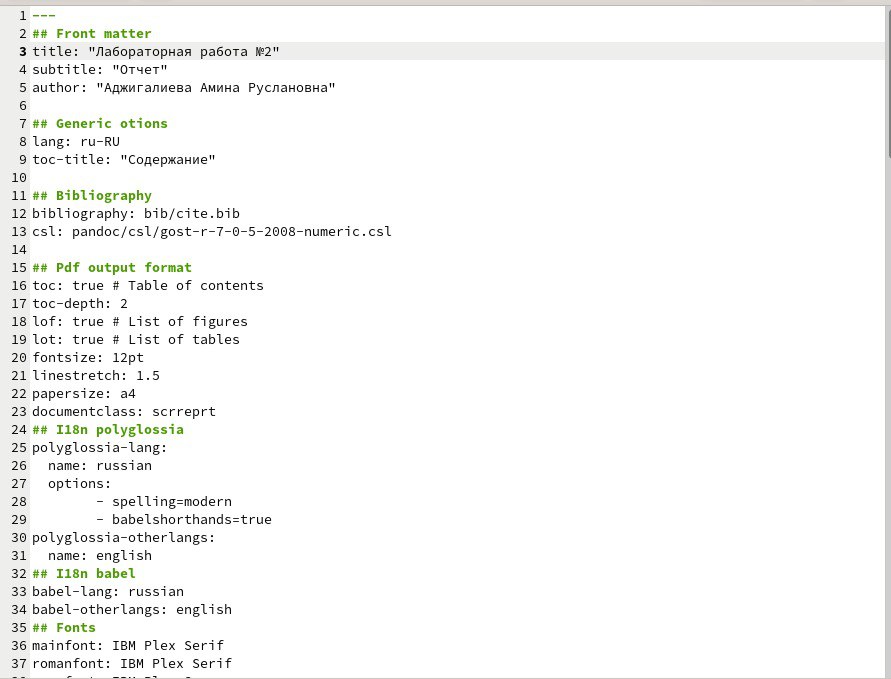 1 ---
2 ## Front matter
3 title: "Лабораторная работа №2"
4 subtitle: "Отчет"
5 author: "Аджигалиева Амина Руслановна"
6
7 ## Generic otions
8 lang: ru-RU
9 toc-title: "Содержание"
10
11 ## Bibliography
12 bibliography: bib/cite.bib
13 csl: pandoc/csl/gost-r-7-0-5-2008-numeric.csl
14
15 ## Pdf output format
16 toc: true # Table of contents
17 toc-depth: 2
18 lof: true # List of figures
19 lot: true # List of tables
20 fontsize: 12pt
21 linestretch: 1.5
22 papersize: a4
23 documentclass: scrreprt
24 ## I18n polyglossia
25 polyglossia-lang:
26   name: russian
27   options:
28         - spelling=modern
29         - babelshorthands=true
30 polyglossia-otherlangs:
31   name: english
32 ## I18n babel
33 babel-lang: russian
34 babel-otherlangs: english
35 ## Fonts
36 mainfont: IBM Plex Serif
37 romanfont: IBM Plex Serif